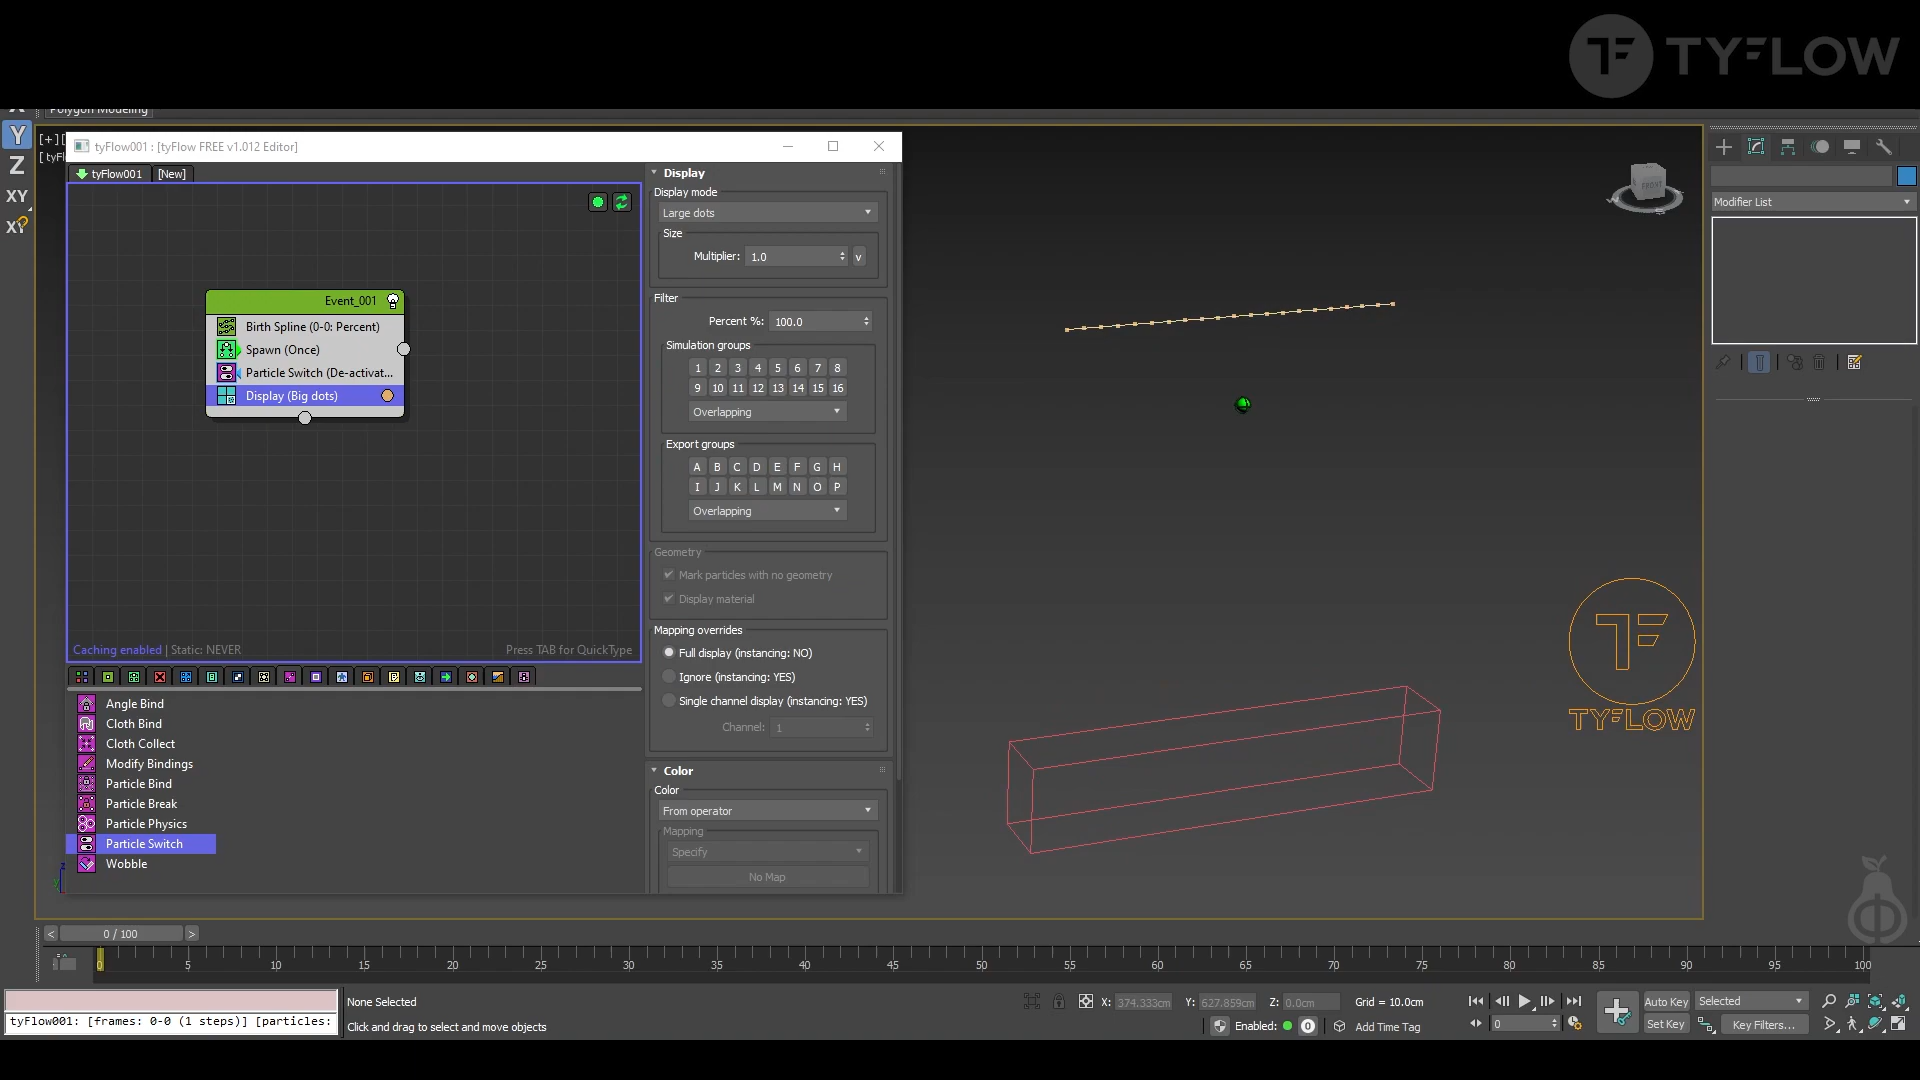 TYFLOW
Polygon Modeling
Y
Z
XY
XY
[+][
[ tyFl
tyFlow001 : [tyFlow FREE v1.012 Editor]
tyFlow001 [New]
Event_001
Birth Spline (0-0: Percent)
Spawn (Once)
Particle Switch (De-activat...
Display (Big dots)
Caching enabled | Static: NEVER
Press TAB for QuickType
Angle Bind
Cloth Bind
Cloth Collect
Modify Bindings
Particle Bind
Particle Break
Particle Physics
Particle Switch
Wobble
Display
Display mode
Large dots
Size
Multiplier: 1.0 v
Filter
Percent %: 100.0
Simulation groups
1 2 3 4 5 6 7 8
9 10 11 12 13 14 15 16
Overlapping
Export groups
A B C D E F G H
I J K L M N O P
Overlapping
Geometry
Mark particles with no geometry
Display material
Mapping overrides
Full display (instancing: NO)
Ignore (instancing: YES)
Single channel display (instancing: YES)
Channel: 1
Color
Color
From operator
Mapping
Specify
No Map
FRONT
TYFLOW
Modifier List
< 0 / 100 >
0 5 10 15 20 25 30 35 40 45 50 55 60 65 70 75 80 85 90 95 100
None Selected
tyFlow001: [frames: 0-0 (1 steps)] [particles:
Click and drag to select and move objects
X: 374.333cm Y: 627.859cm Z: 0.0cm Grid = 10.0cm
Enabled: 0 Add Time Tag
0
Auto Key Selected
Set Key Key Filters...